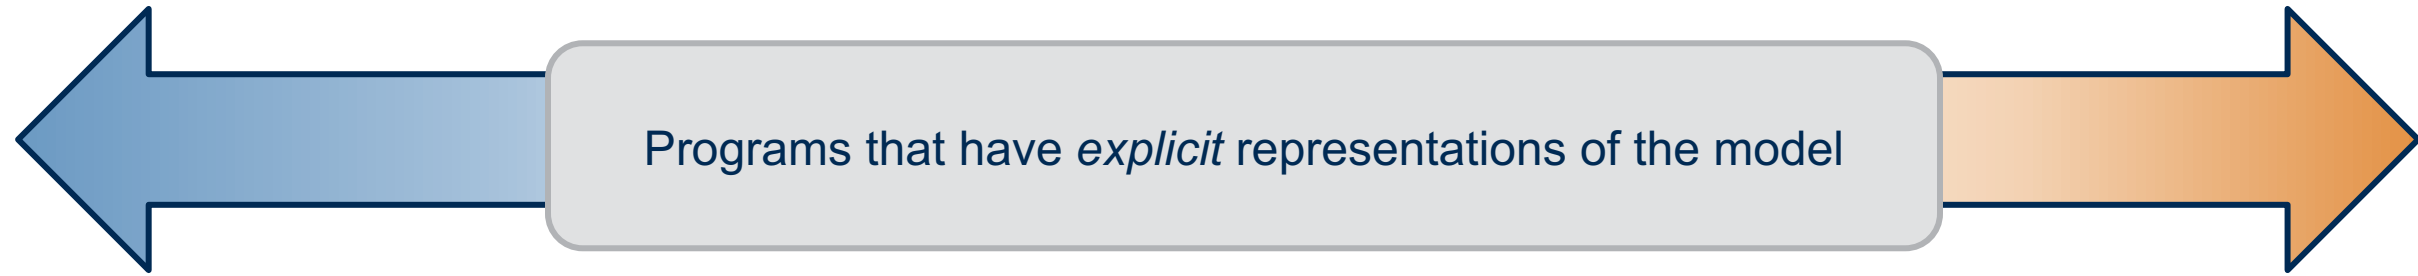 Programs that have explicit representations of the model